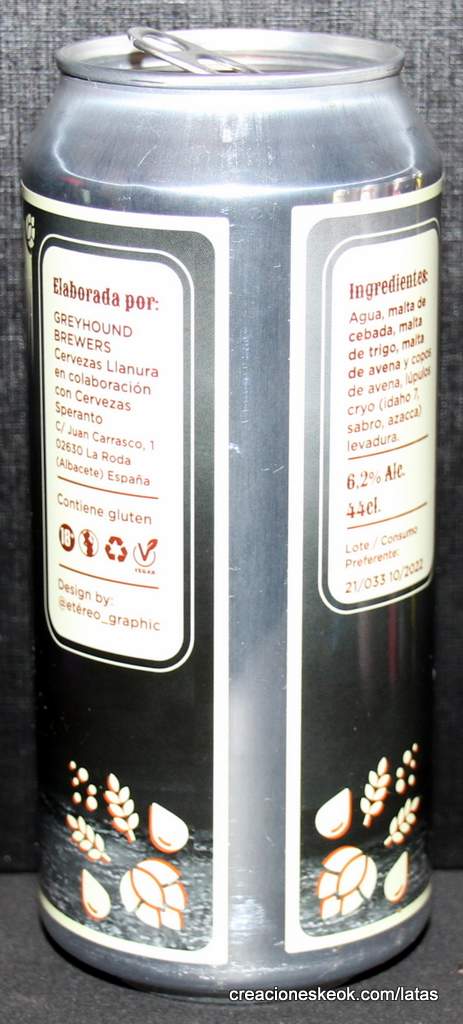 Elaborada por:
GREYHOUND
BREWERS
Cervezas Llanura
en colaboración
con Cervezas
Speranto
C/ Juan Carrasco, 1
02630 La Roda
(Albacete) España
Contiene gluten
18
VEGAN
Design by:
@etéreo_graphic
Ingredientes:
Agua, malta de
cebada, malta
de trigo, malta
de avena y copos
de avena, lúpulos
cryo (idaho 7,
sabro, azacca)
levadura.
6,2% Alc.
44cl.
Lote / Consumo
Preferente:
21/033 10/2022
creacioneskeok.com/latas